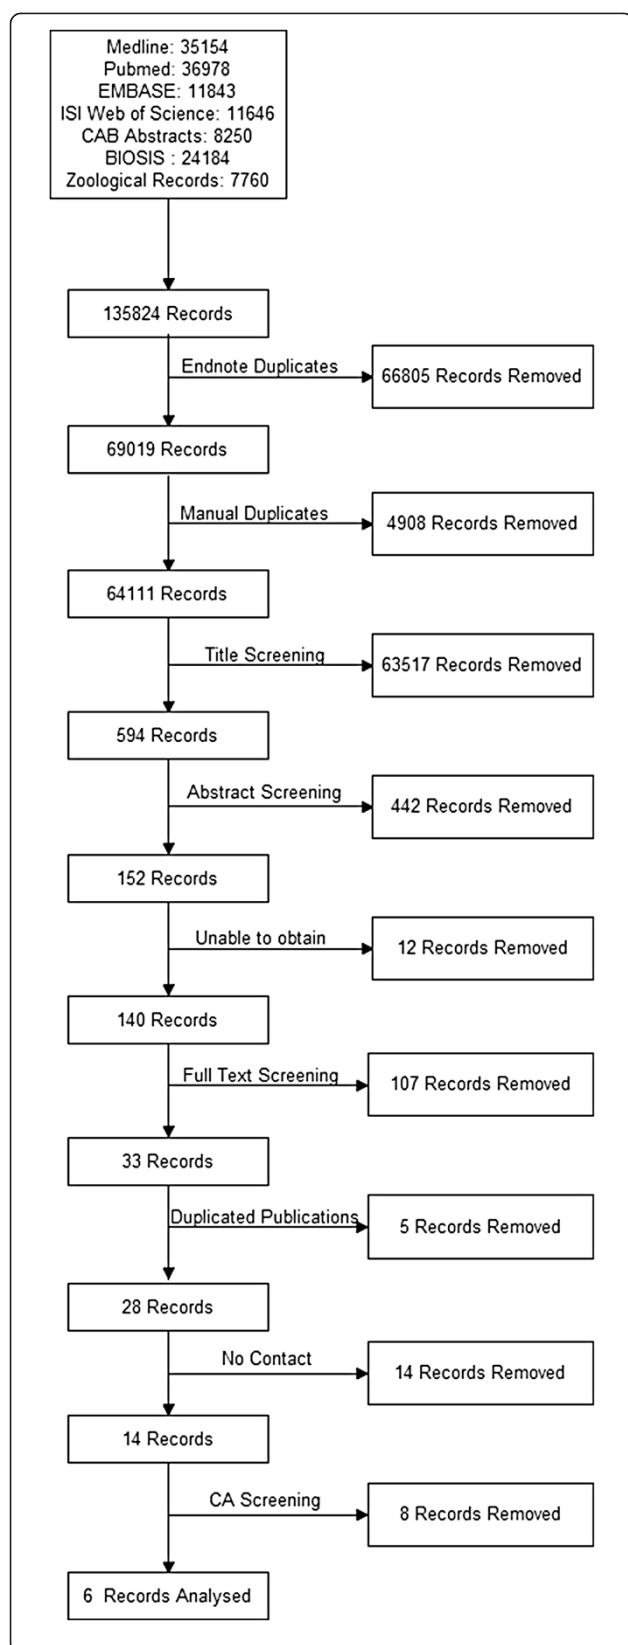 Medline: 35154
Pubmed: 36978
EMBASE: 11843
ISI Web of Science: 11646
CAB Abstracts: 8250
BIOSIS : 24184
Zoological Records: 7760
135824 Records
Endnote Duplicates
66805 Records Removed
69019 Records
Manual Duplicates
4908 Records Removed
64111 Records
Title Screening
63517 Records Removed
594 Records
Abstract Screening
442 Records Removed
152 Records
Unable to obtain
12 Records Removed
140 Records
Full Text Screening
107 Records Removed
33 Records
Duplicated Publications
5 Records Removed
28 Records
No Contact
14 Records Removed
14 Records
CA Screening
8 Records Removed
6 Records Analysed